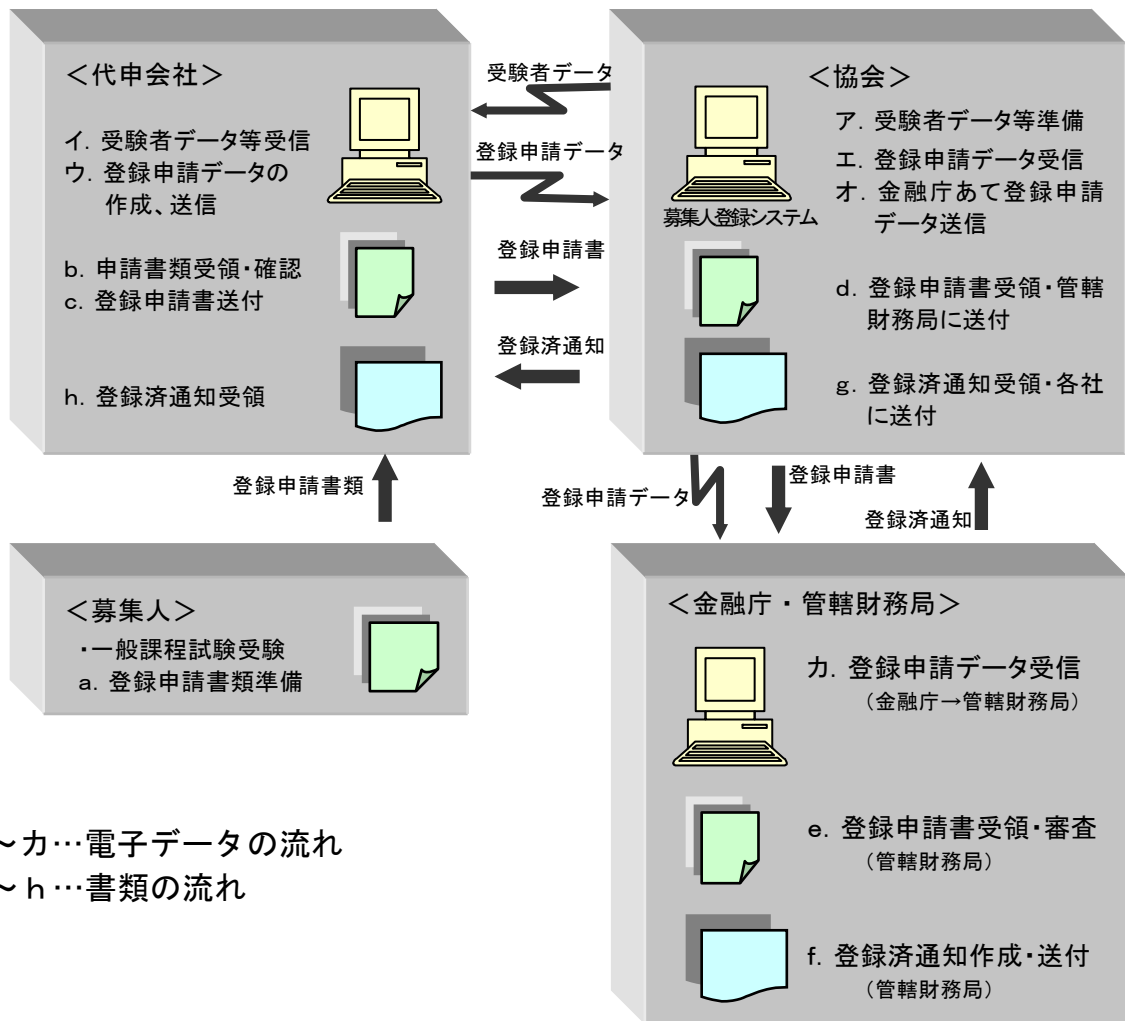 ＜代申会社＞
イ. 受験者データ等受信
ウ. 登録申請データの
作成、送信
b. 申請書類受領・確認
c. 登録申請書送付
h. 登録済通知受領
受験者データ
登録申請データ
登録申請書
登録済通知
＜協会＞
ア. 受験者データ等準備
エ. 登録申請データ受信
オ. 金融庁あて登録申請
データ送信
募集人登録システム
d. 登録申請書受領・管轄
財務局に送付
g. 登録済通知受領・各社
に送付
登録申請書類
登録申請データ
登録申請書
登録済通知
＜募集人＞
・一般課程試験受験
a. 登録申請書類準備
＜金融庁・管轄財務局＞
カ. 登録申請データ受信
（金融庁→管轄財務局）
e. 登録申請書受領・審査
（管轄財務局）
f. 登録済通知作成・送付
（管轄財務局）
～カ…電子データの流れ
～ｈ…書類の流れ